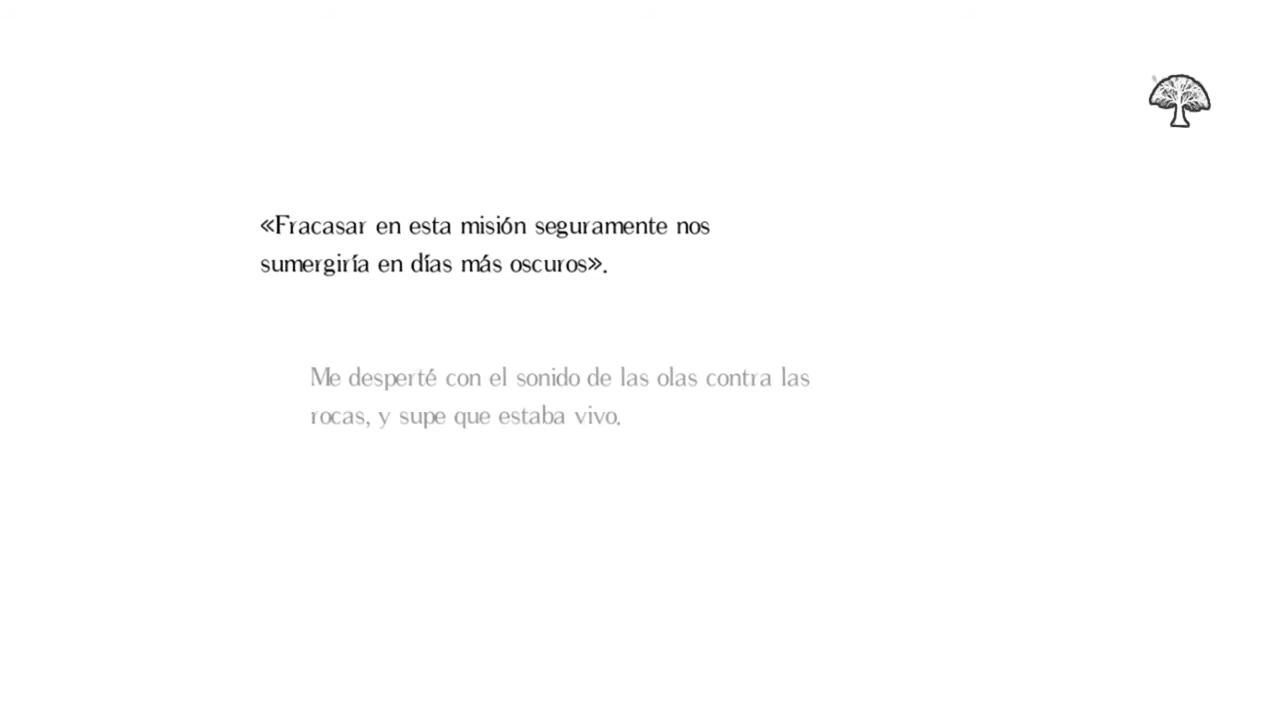 «Fracasar en esta misión seguramente nos
sumergiría en días más oscuros».
Me desperté con el sonido de las olas contra las
rocas, y supe que estaba vivo.